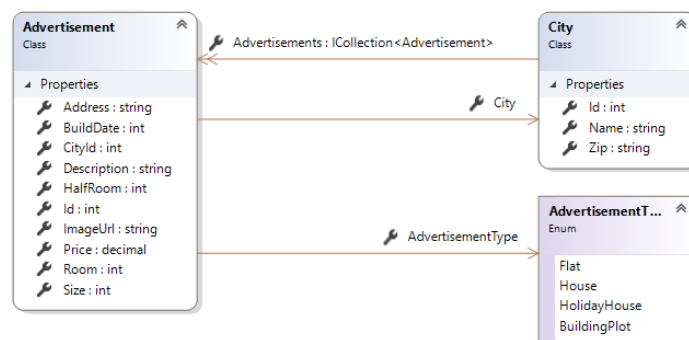 Advertisement
Class
Properties
Address : string
BuildDate : int
CityId : int
Description : string
HalfRoom : int
Id : int
ImageUrl : string
Price : decimal
Room : int
Size : int
Advertisements : ICollection<Advertisement>
City
AdvertisementType
City
Class
Properties
Id : int
Name : string
Zip : string
AdvertisementT...
Enum
Flat
House
HolidayHouse
BuildingPlot